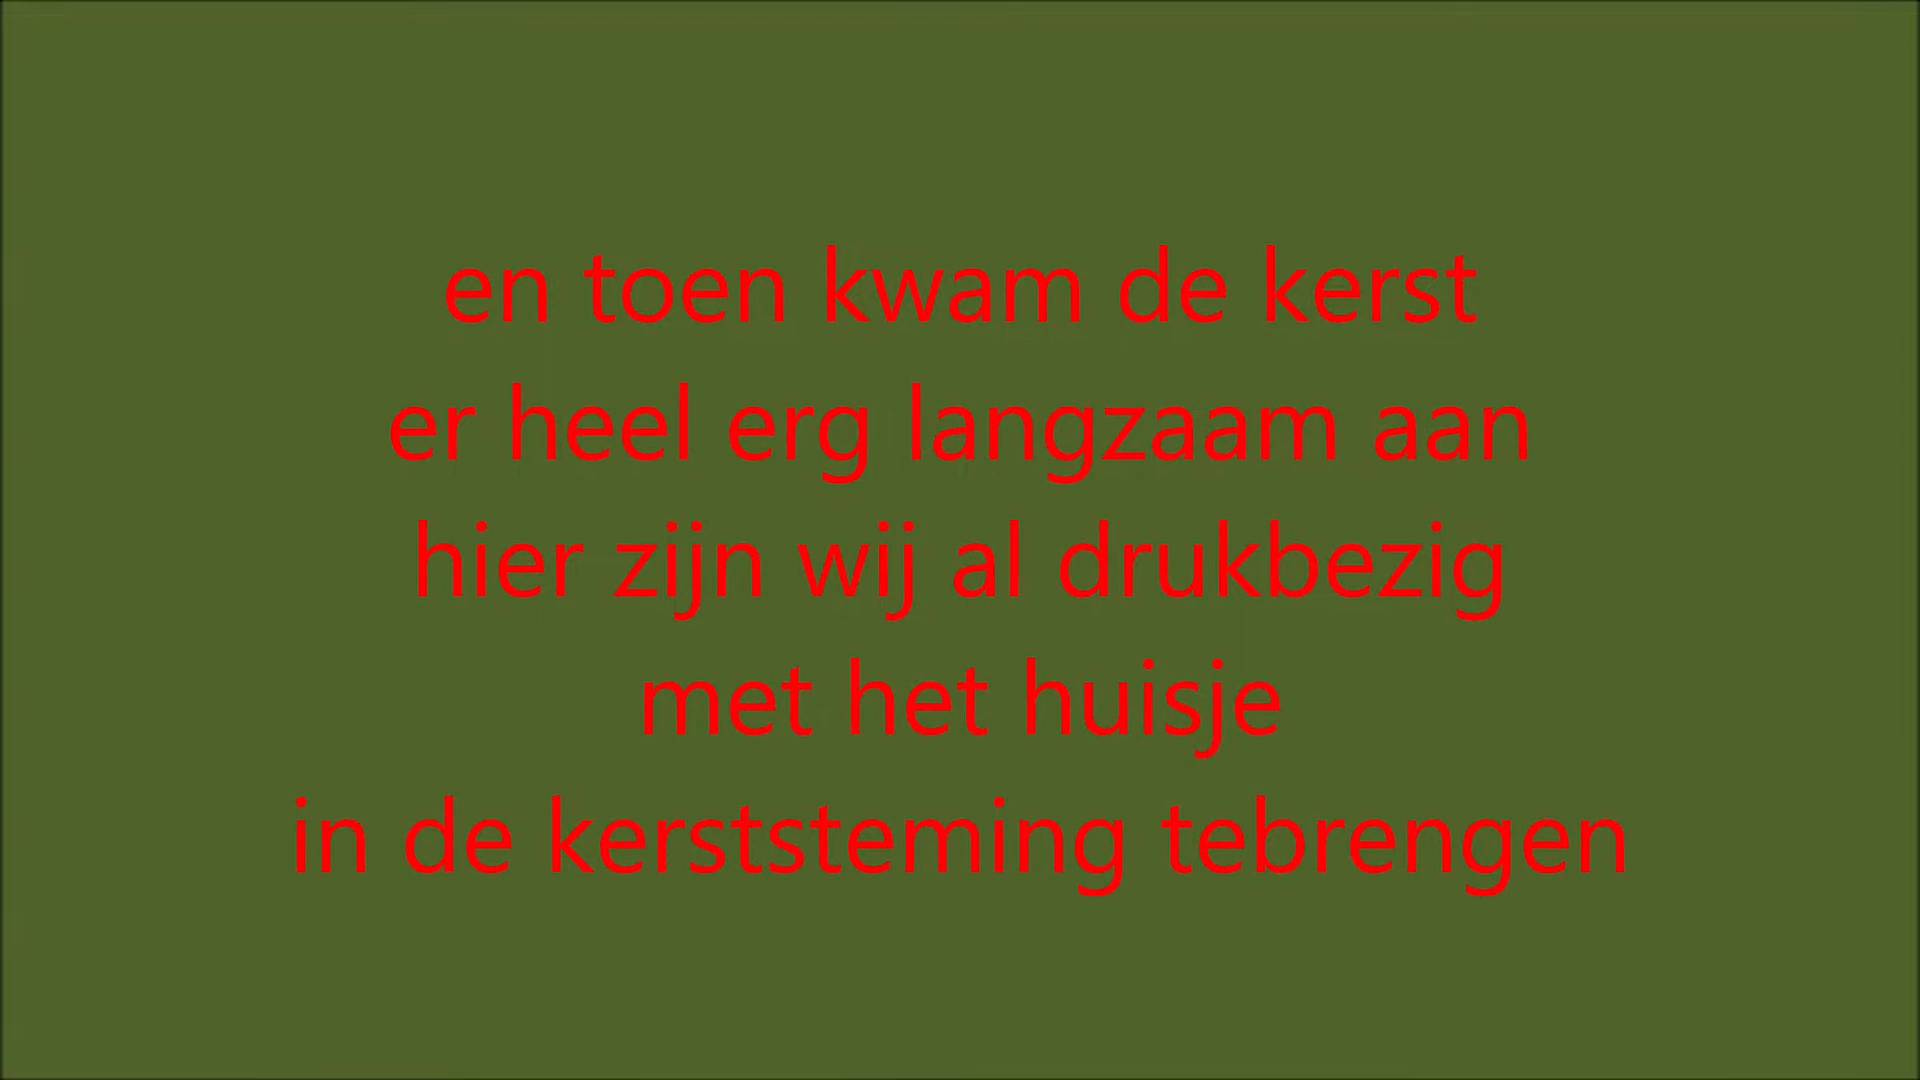 en toen kwam de kerst
er heel erg langzaam aan
hier zijn wij al drukbezig
met het huisje
in de kerststeming tebrengen